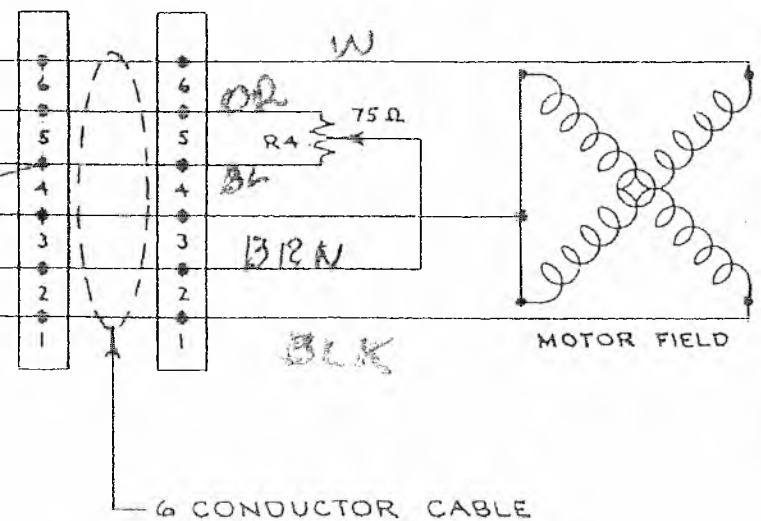 6 6 W
OR
5 5 R4 75 Ω
4 4 BL
3 3 BRN
2 2
1 1 BLK
MOTOR FIELD
6 CONDUCTOR CABLE